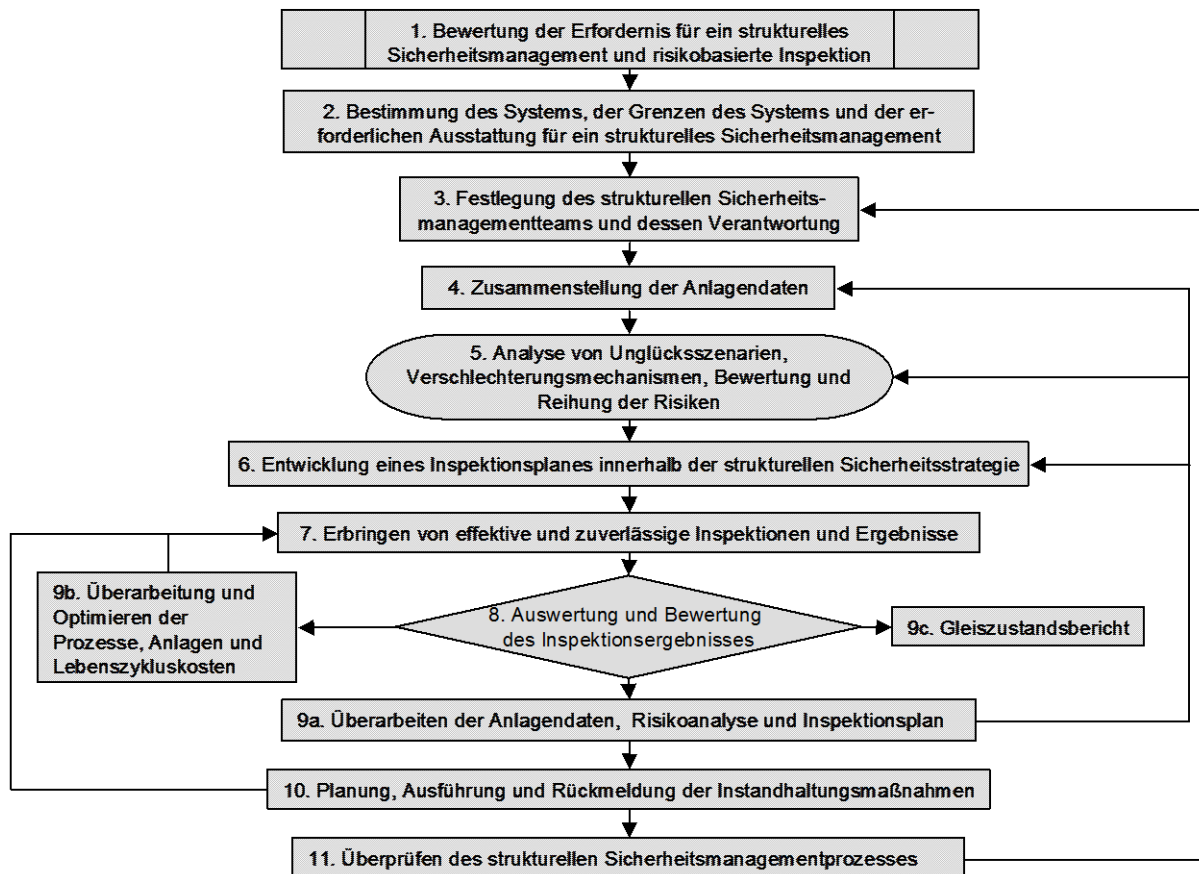 1. Bewertung der Erfordernis für ein strukturelles
Sicherheitsmanagement und risikobasierte Inspektion
2. Bestimmung des Systems, der Grenzen des Systems und der er-
forderlichen Ausstattung für ein strukturelles Sicherheitsmanagement
3. Festlegung des strukturellen Sicherheits-
managementteams und dessen Verantwortung
4. Zusammenstellung der Anlagendaten
5. Analyse von Unglücksszenarien,
Verschlechterungsmechanismen, Bewertung und
Reihung der Risiken
6. Entwicklung eines Inspektionsplanes innerhalb der strukturellen Sicherheitsstrategie
7. Erbringen von effektive und zuverlässige Inspektionen und Ergebnisse
8. Auswertung und Bewertung
des Inspektionsergebnisses
9b. Überarbeitung und
Optimieren der
Prozesse, Anlagen und
Lebenszykluskosten
9c. Gleiszustandsbericht
9a. Überarbeiten der Anlagendaten, Risikoanalyse und Inspektionsplan
10. Planung, Ausführung und Rückmeldung der Instandhaltungsmaßnahmen
11. Überprüfen des strukturellen Sicherheitsmanagementprozesses